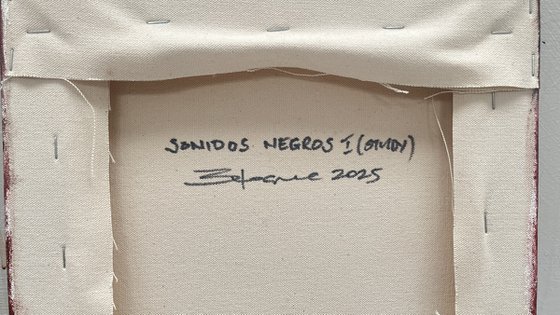 SONIDOS NEGROS I (STUDY)
2025